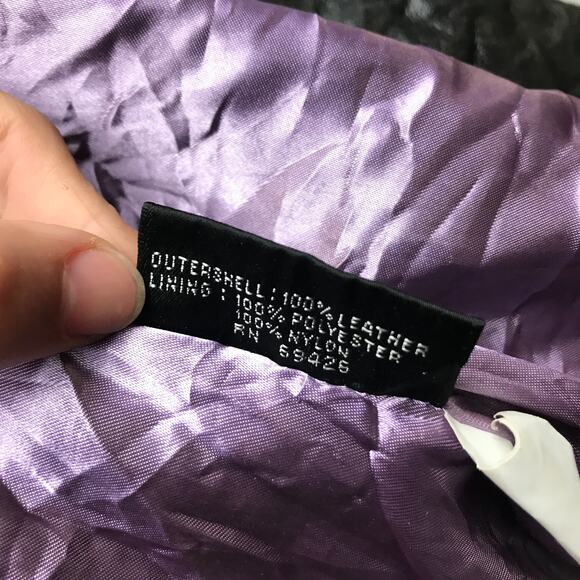 OUTERSHELL: 100% LEATHER
LINING: 100% POLYESTER
100% NYLON
RN 69426